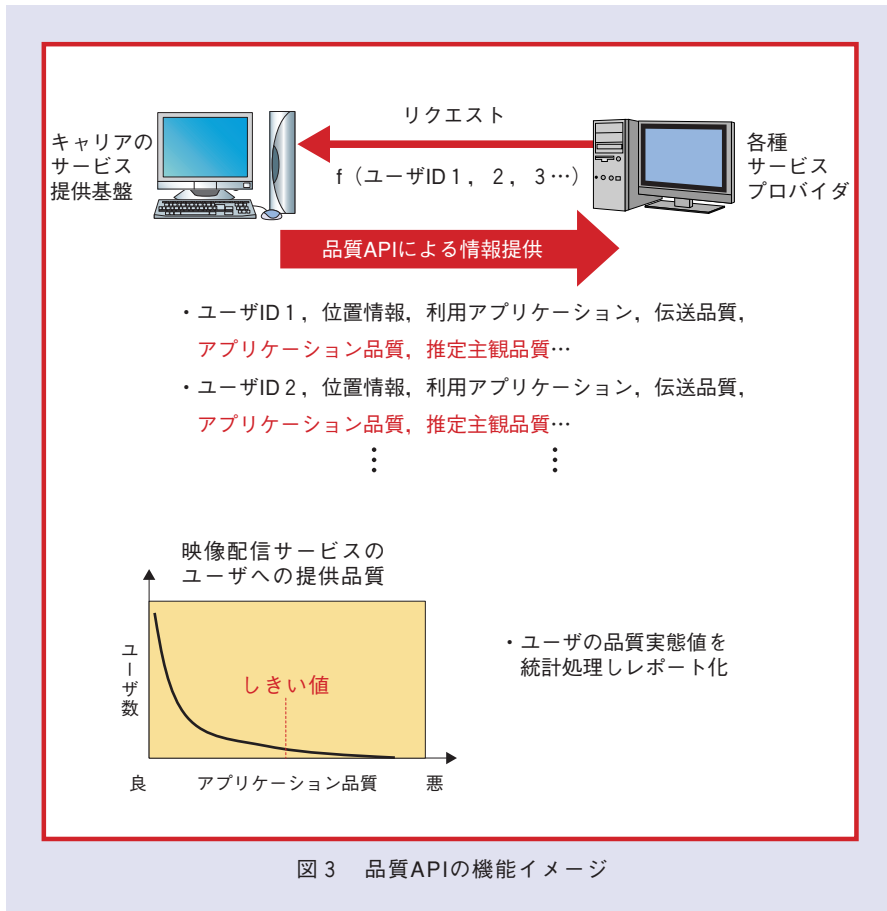 リクエスト
キャリアの
サービス
提供基盤
f（ユーザID 1， 2， 3 …）
各種
サービス
プロバイダ
品質APIによる情報提供
・ユーザID 1，位置情報，利用アプリケーション，伝送品質，
アプリケーション品質，推定主観品質…
・ユーザID 2，位置情報，利用アプリケーション，伝送品質，
アプリケーション品質，推定主観品質…
⋮ ⋮
映像配信サービスの
ユーザへの提供品質
ユーザ数
しきい値
良 アプリケーション品質 悪
・ユーザの品質実態値を
統計処理しレポート化
図 3 品質APIの機能イメージ